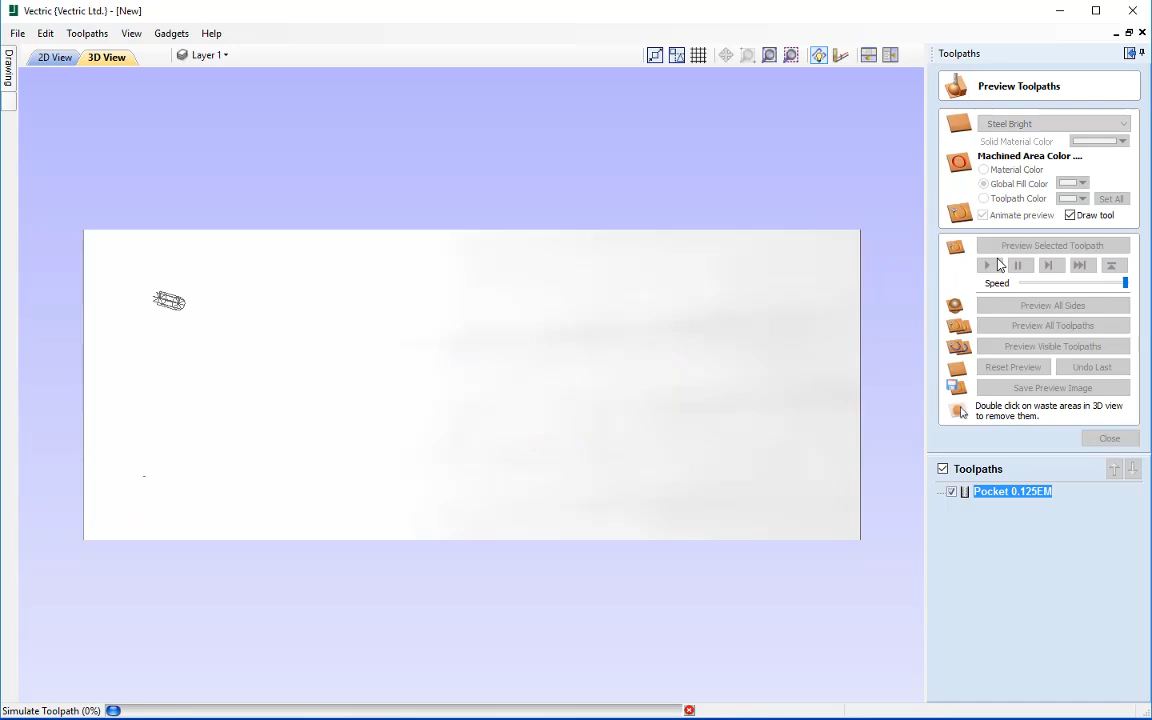 Vectric {Vectric Ltd.} - [New]
File Edit Toolpaths View Gadgets Help
2D View 3D View Layer 1
Drawing
Toolpaths
Preview Toolpaths
Steel Bright
Solid Material Color
Machined Area Color ....
Material Color
Global Fill Color
Toolpath Color Set All
Animate preview Draw tool
Preview Selected Toolpath
Speed
Preview All Sides
Preview All Toolpaths
Preview Visible Toolpaths
Reset Preview Undo Last
Save Preview Image
Double click on waste areas in 3D view
to remove them.
Close
Toolpaths
Pocket 0.125EM
Simulate Toolpath (0%)